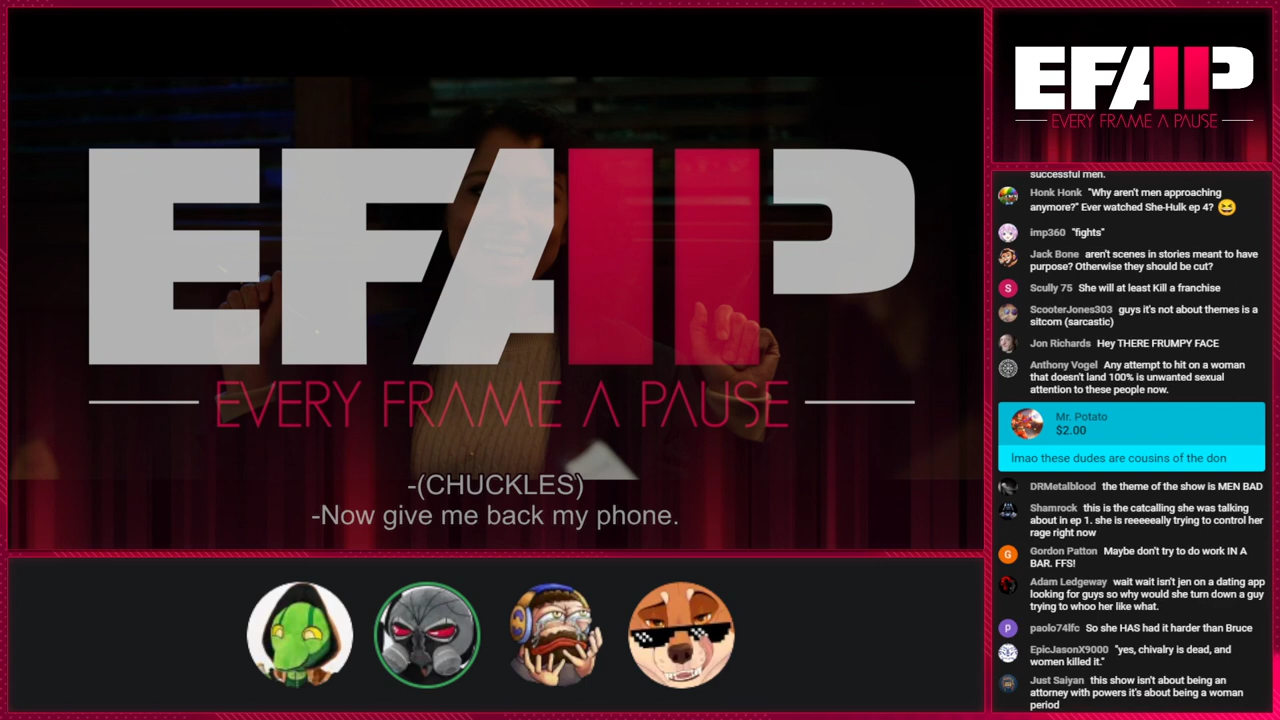 EFAIIP
EVERY FRAME A PAUSE
-(CHUCKLES)
-Now give me back my phone.
EFAIIP
EVERY FRAME A PAUSE
successful men.
Honk Honk "Why aren't men approaching
anymore?" Ever watched She-Hulk ep 4? 😆
imp360 "fights"
Jack Bone aren't scenes in stories meant to have
purpose? Otherwise they should be cut?
S Scully 75 She will at least Kill a franchise
ScooterJones303 guys it's not about themes is a
sitcom (sarcastic)
Jon Richards Hey THERE FRUMPY FACE
Anthony Vogel Any attempt to hit on a woman
that doesn't land 100% is unwanted sexual
attention to these people now.
Mr. Potato
$2.00
lmao these dudes are cousins of the don
DRMetalblood the theme of the show is MEN BAD
Shamrock this is the catcalling she was talking
about in ep 1. she is reeeeeally trying to control her
rage right now
G Gordon Patton Maybe don't try to do work IN A
BAR. FFS!
Adam Ledgeway wait wait isn't jen on a dating app
looking for guys so why would she turn down a guy
trying to whoo her like what.
P paolo74lfc So she HAS had it harder than Bruce
EpicJasonX9000 "yes, chivalry is dead, and
women killed it."
Just Saiyan this show isn't about being an
attorney with powers it's about being a woman
period